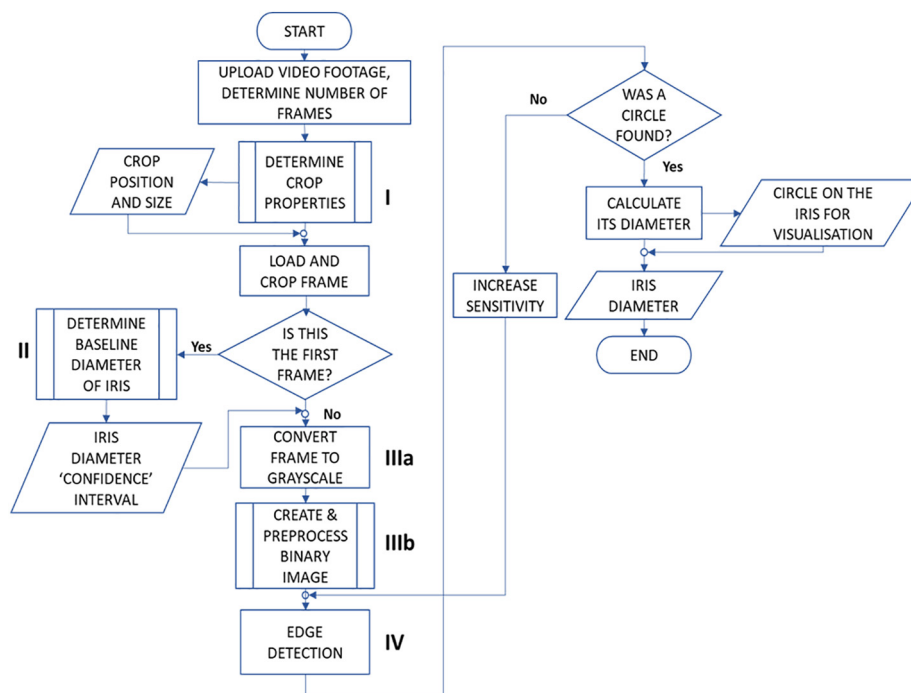 START
UPLOAD VIDEO FOOTAGE,
DETERMINE NUMBER OF
FRAMES
DETERMINE
CROP
PROPERTIES
I
CROP
POSITION
AND SIZE
LOAD AND
CROP FRAME
IS THIS
THE FIRST
FRAME?
Yes
No
II
DETERMINE
BASELINE
DIAMETER
OF IRIS
IRIS
DIAMETER
‘CONFIDENCE’
INTERVAL
CONVERT
FRAME TO
GRAYSCALE
IIIa
CREATE &
PREPROCESS
BINARY
IMAGE
IIIb
EDGE
DETECTION
IV
WAS A
CIRCLE
FOUND?
No
Yes
INCREASE
SENSITIVITY
CALCULATE
ITS DIAMETER
CIRCLE ON THE
IRIS FOR
VISUALISATION
IRIS
DIAMETER
END